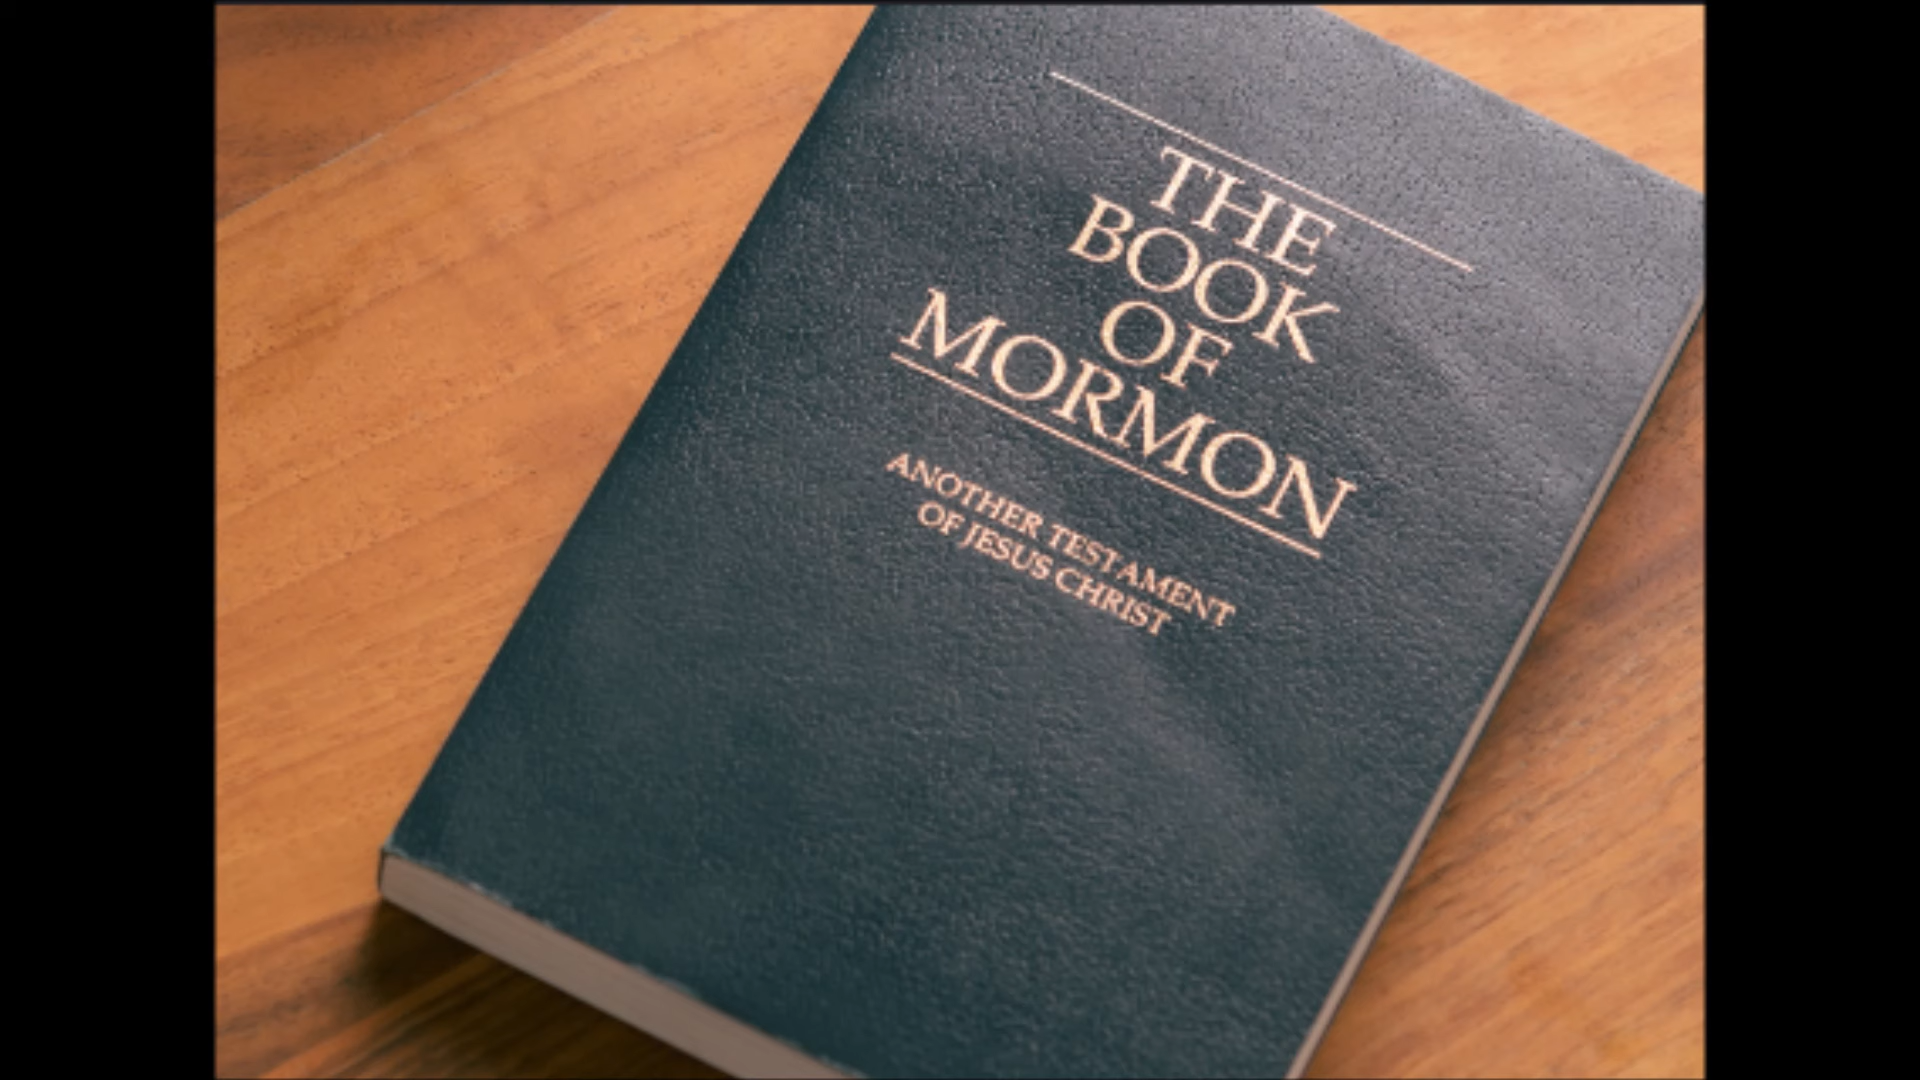 THE
BOOK
OF
MORMON
ANOTHER TESTAMENT
OF JESUS CHRIST